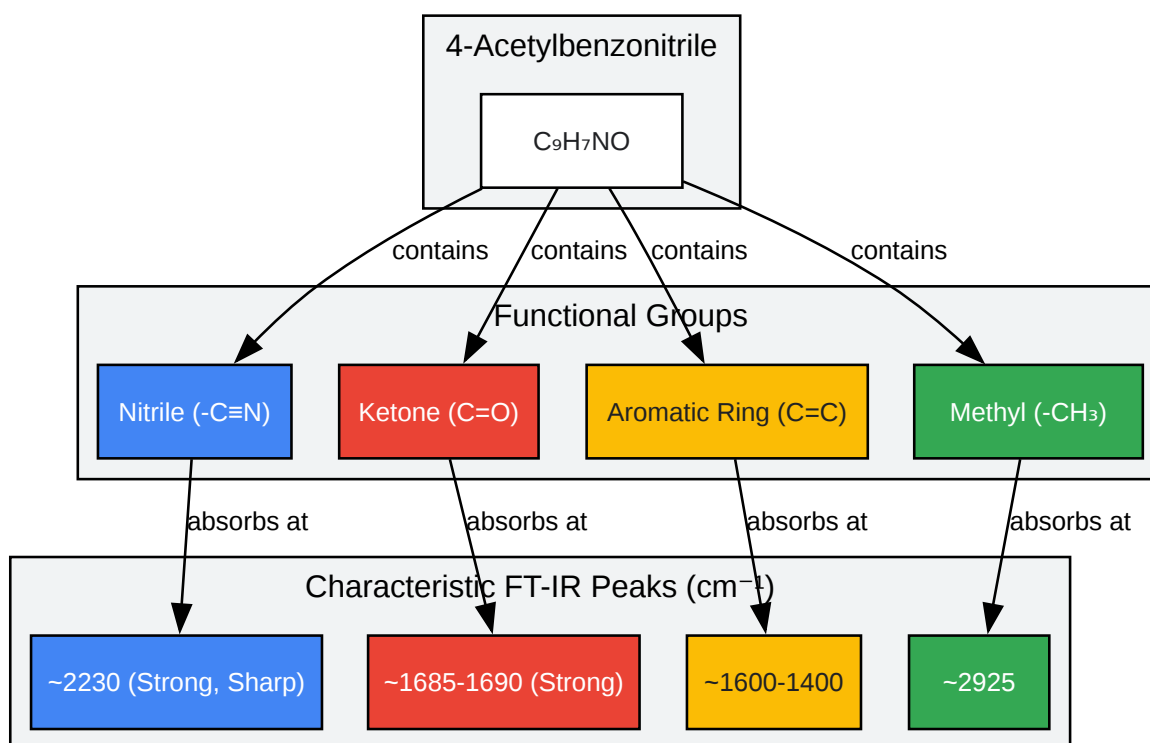 4-Acetylbenzonitrile
C₉H₇NO
contains
contains
contains
contains
Functional Groups
Nitrile (-C≡N)
Ketone (C=O)
Aromatic Ring (C=C)
Methyl (-CH₃)
absorbs at
absorbs at
absorbs at
absorbs at
Characteristic FT-IR Peaks (cm⁻¹)
~2230 (Strong, Sharp)
~1685-1690 (Strong)
~1600-1400
~2925